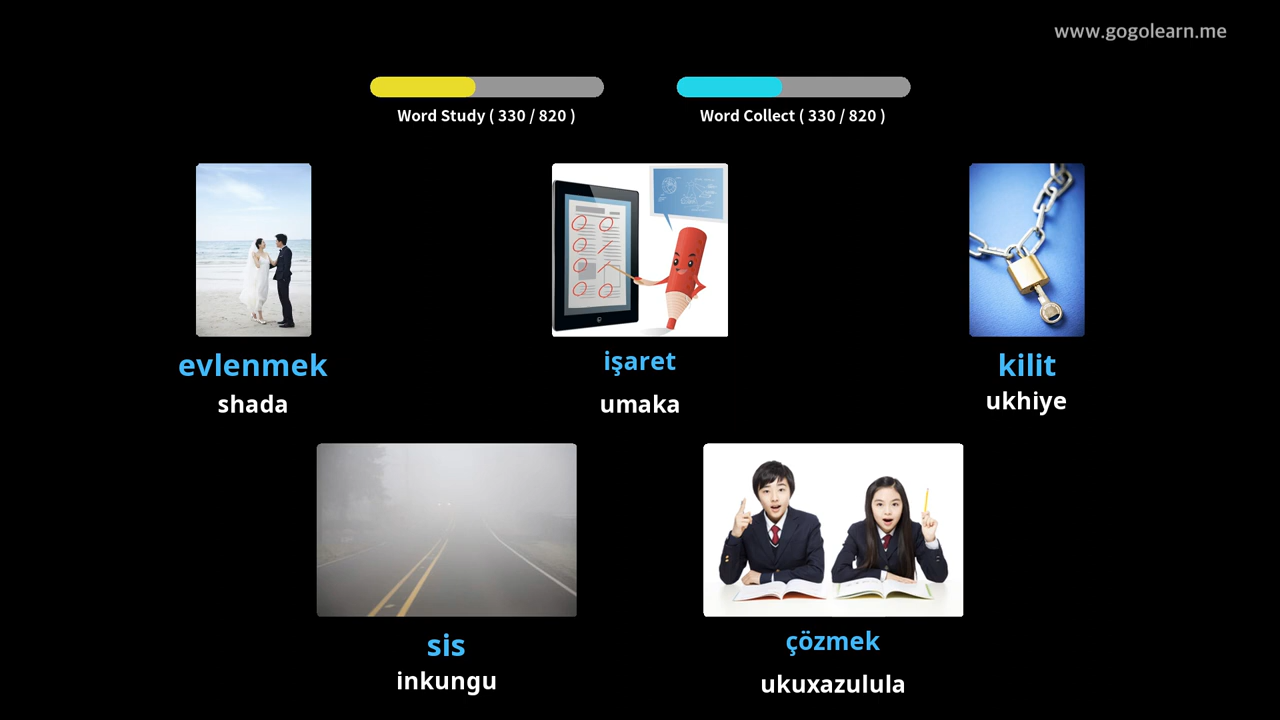 www.gogolearn.me
Word Study ( 330 / 820 )
Word Collect ( 330 / 820 )
evlenmek
shada
işaret
umaka
kilit
ukhiye
sis
inkungu
çözmek
ukuxazulula